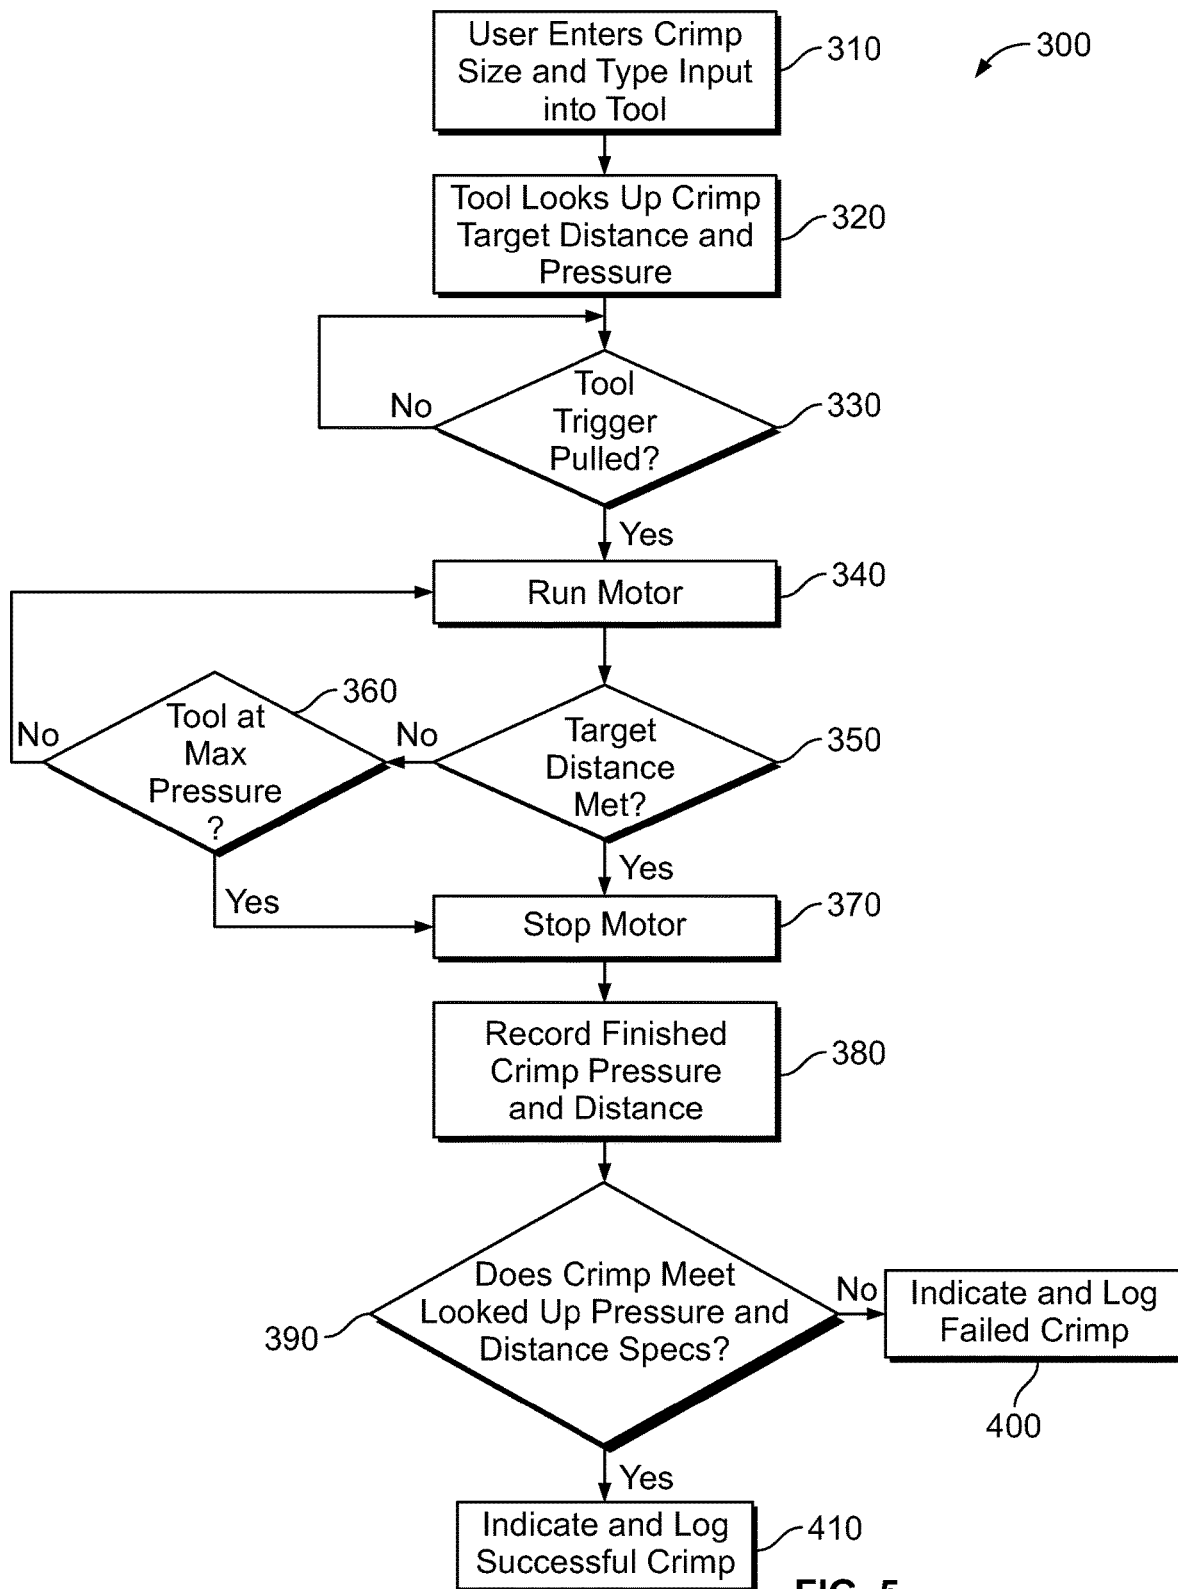 User Enters Crimp
Size and Type Input
into Tool
310
300
Tool Looks Up Crimp
Target Distance and
Pressure
320
Tool
Trigger
Pulled?
330
No
Yes
Run Motor
340
360
Tool at
Max
Pressure
?
No
No
Target
Distance
Met?
350
Yes
Yes
Stop Motor
370
Record Finished
Crimp Pressure
and Distance
380
Does Crimp Meet
Looked Up Pressure and
Distance Specs?
390
No
Indicate and Log
Failed Crimp
400
Yes
Indicate and Log
Successful Crimp
410
FIG. 5